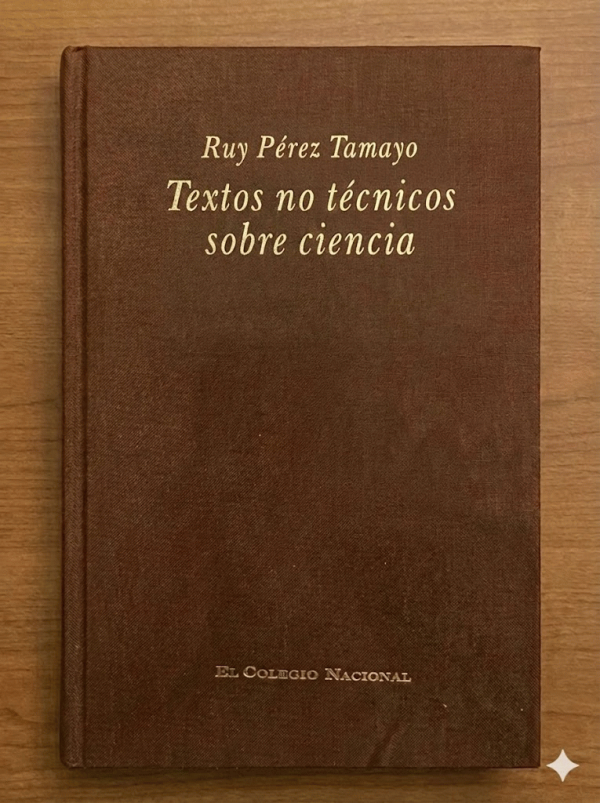 Ruy Pérez Tamayo
Textos no técnicos
sobre ciencia
EL COLEGIO NACIONAL